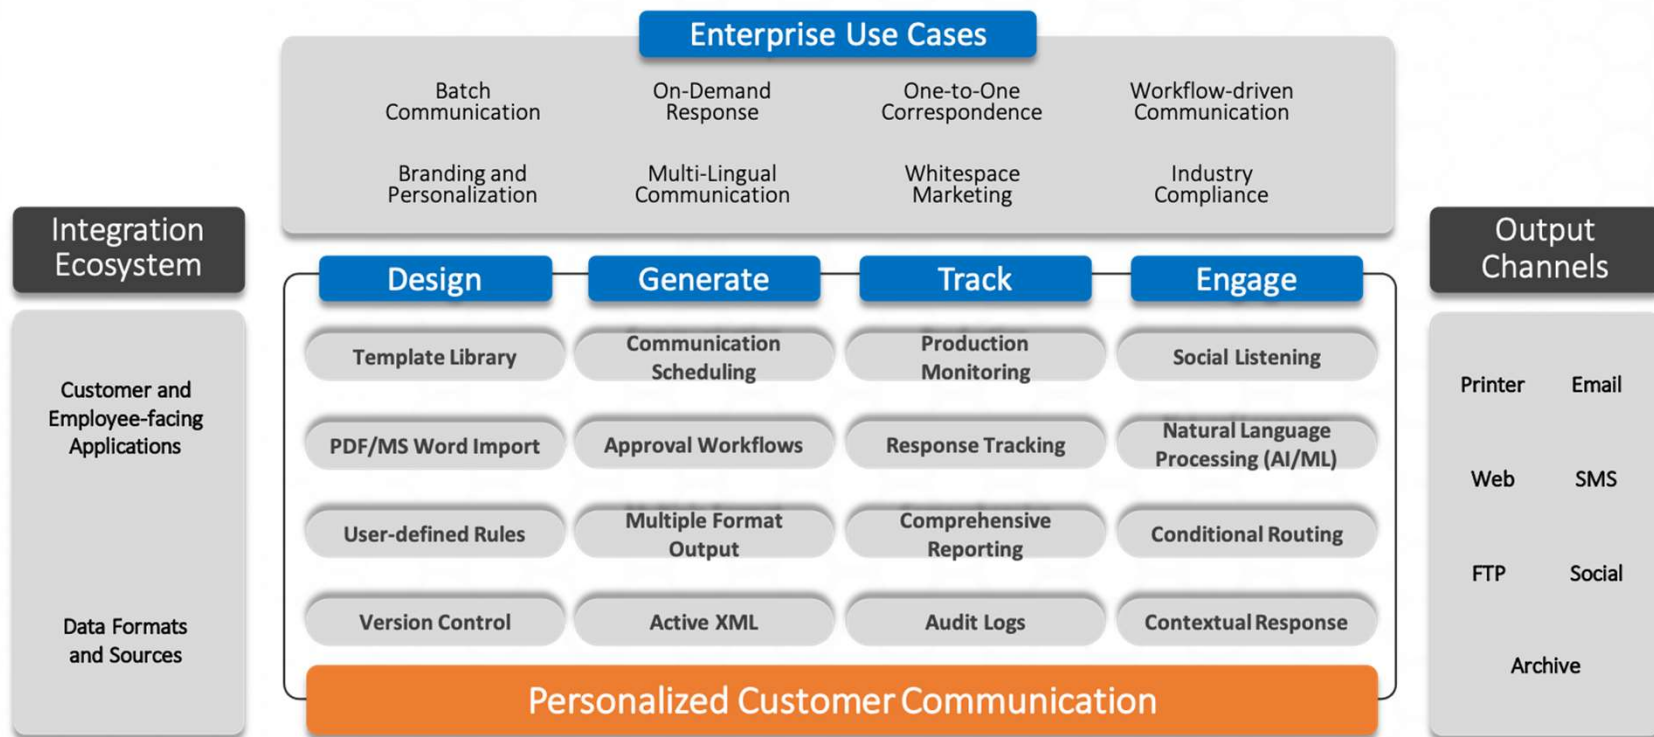 Enterprise Use Cases
Batch
Communication
On-Demand
Response
One-to-One
Correspondence
Workflow-driven
Communication
Branding and
Personalization
Multi-Lingual
Communication
Whitespace
Marketing
Industry
Compliance
Integration
Ecosystem
Customer and
Employee-facing
Applications
Data Formats
and Sources
Design
Template Library
PDF/MS Word Import
User-defined Rules
Version Control
Generate
Communication
Scheduling
Approval Workflows
Multiple Format
Output
Active XML
Track
Production
Monitoring
Response Tracking
Comprehensive
Reporting
Audit Logs
Engage
Social Listening
Natural Language
Processing (AI/ML)
Conditional Routing
Contextual Response
Personalized Customer Communication
Output
Channels
Printer
Email
Web
SMS
FTP
Social
Archive